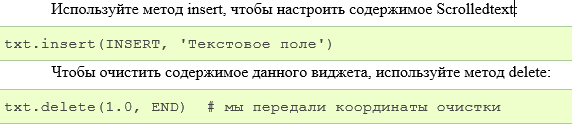 Используйте метод insert, чтобы настроить содержимое Scrolledtext:
txt.insert(INSERT, 'Текстовое поле')
Чтобы очистить содержимое данного виджета, используйте метод delete:
txt.delete(1.0, END)  # мы передали координаты очистки